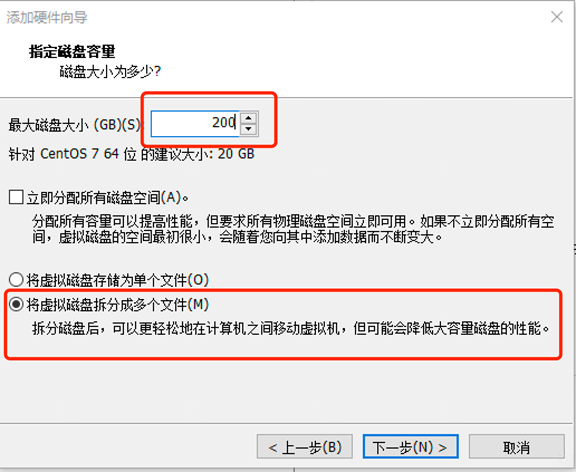 添加硬件向导
指定磁盘容量
磁盘大小为多少?
最大磁盘大小 (GB)(S):
200
针对 CentOS 7 64 位 的建议大小: 20 GB
立即分配所有磁盘空间(A)。
分配所有容量可以提高性能，但要求所有物理磁盘空间立即可用。如果不立即分配所有空
间，虚拟磁盘的空间最初很小，会随着您向其中添加数据而不断变大。
将虚拟磁盘存储为单个文件(O)
将虚拟磁盘拆分成多个文件(M)
拆分磁盘后，可以更轻松地在计算机之间移动虚拟机，但可能会降低大容量磁盘的性能。
< 上一步(B)
下一步(N) >
取消